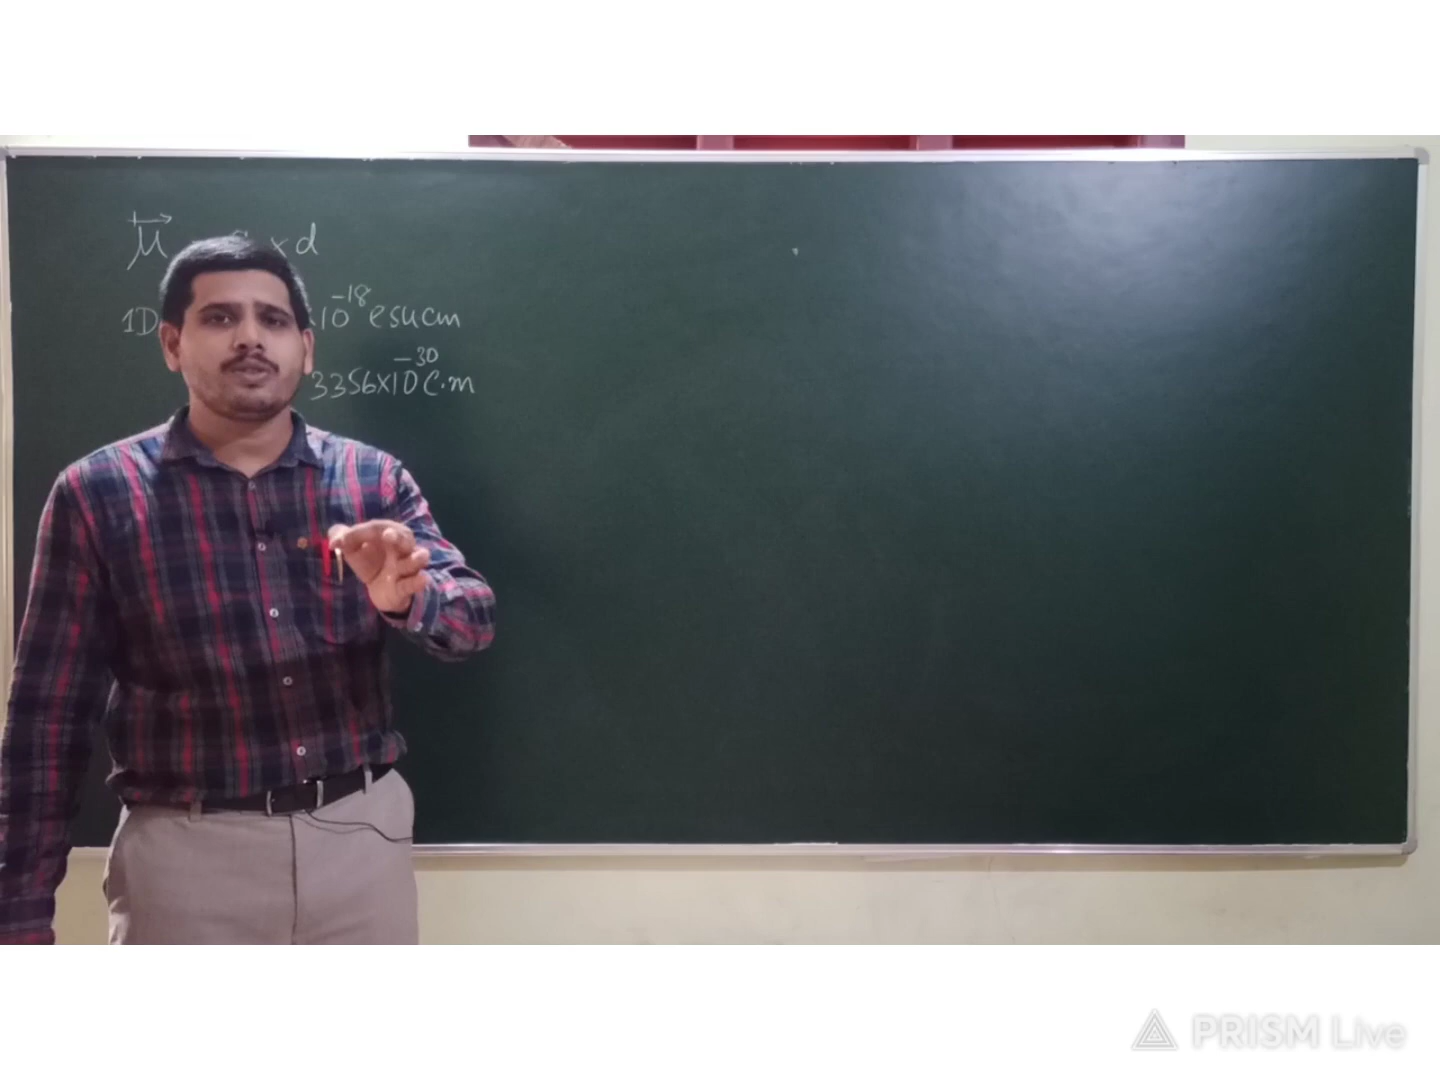 μ⃗ × d
1D ×10⁻¹⁸ esu cm
3356×10⁻³⁰ C·m
PRISM Live